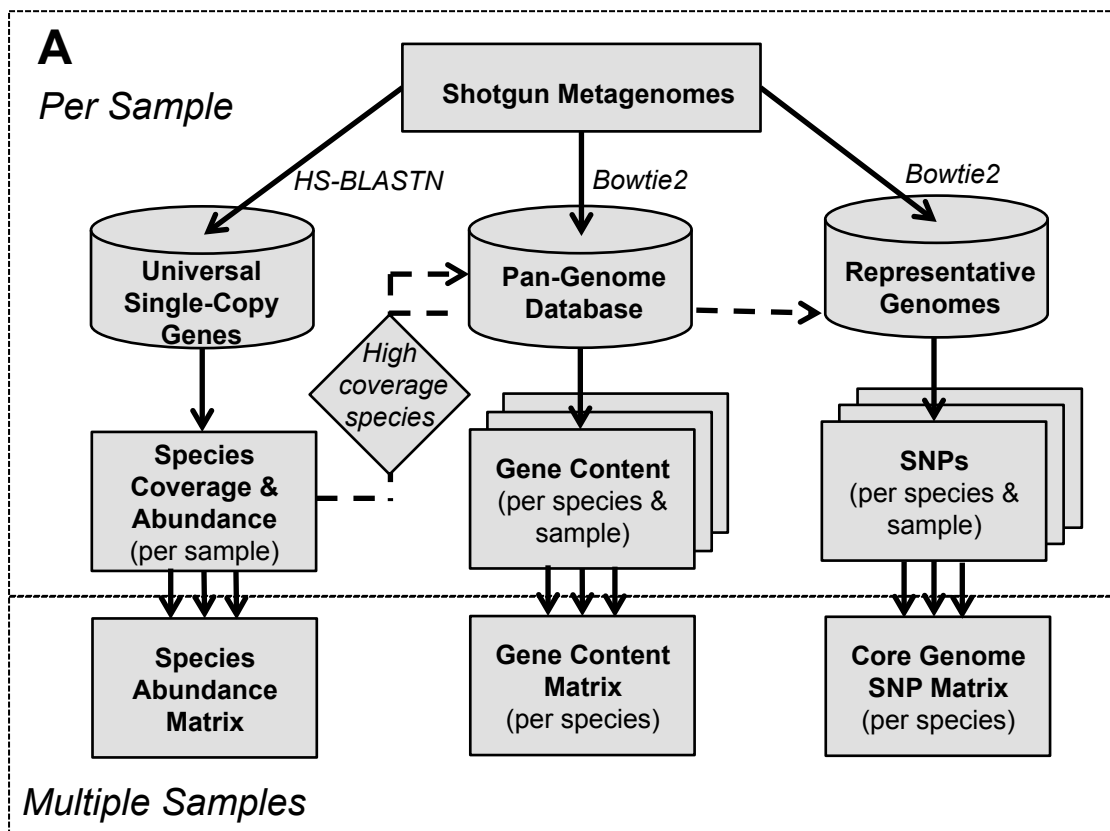 A
Per Sample
Shotgun Metagenomes
HS-BLASTN
Bowtie2
Bowtie2
Universal
Single-Copy
Genes
Pan-Genome
Database
Representative
Genomes
High
coverage
species
Species
Coverage &
Abundance
(per sample)
Gene Content
(per species &
sample)
SNPs
(per species &
sample)
Species
Abundance
Matrix
Gene Content
Matrix
(per species)
Core Genome
SNP Matrix
(per species)
Multiple Samples